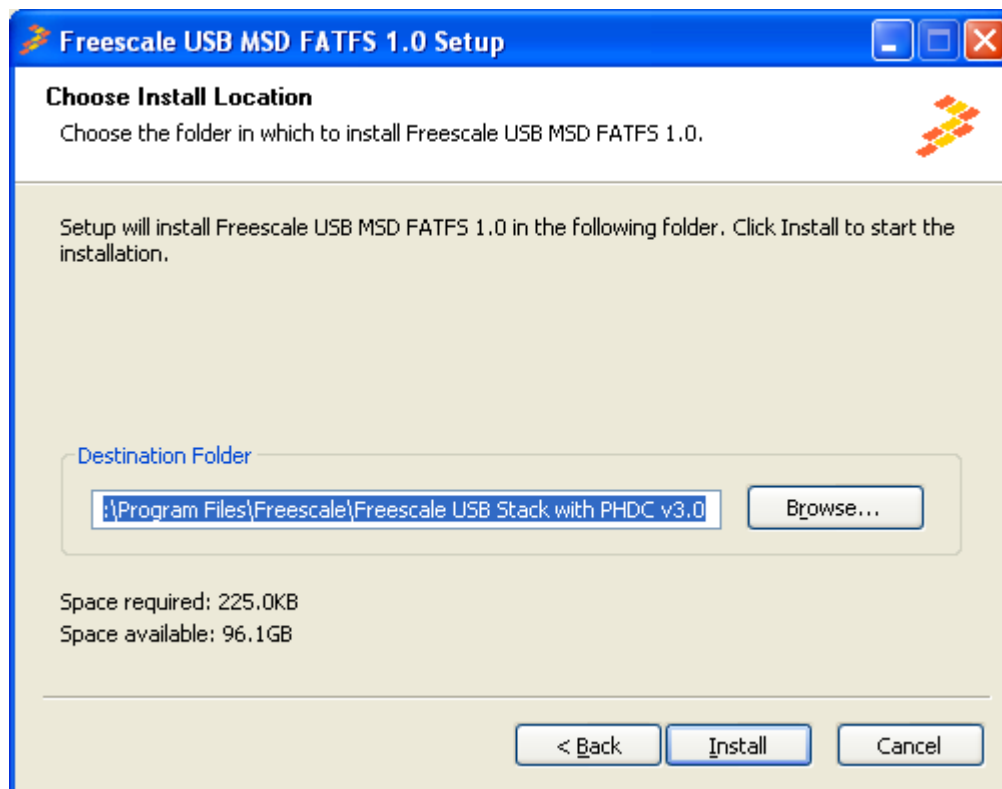 Freescale USB MSD FATFS 1.0 Setup
Choose Install Location
Choose the folder in which to install Freescale USB MSD FATFS 1.0.
Setup will install Freescale USB MSD FATFS 1.0 in the following folder. Click Install to start the
installation.
Destination Folder
:\Program Files\Freescale\Freescale USB Stack with PHDC v3.0
Browse...
Space required: 225.0KB
Space available: 96.1GB
< Back
Install
Cancel